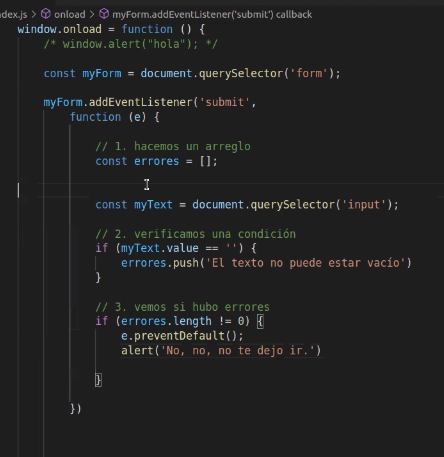 ndex.js > onload > myForm.addEventListener('submit') callback
window.onload = function () {
/* window.alert("hola"); */
const myForm = document.querySelector('form');
myForm.addEventListener('submit',
function (e) {
// 1. hacemos un arreglo
const errores = [];
const myText = document.querySelector('input');
// 2. verificamos una condición
if (myText.value == '') {
errores.push('El texto no puede estar vacío')
}
// 3. vemos si hubo errores
if (errores.length != 0) {
e.preventDefault();
alert('No, no, no te dejo ir.')
}
})